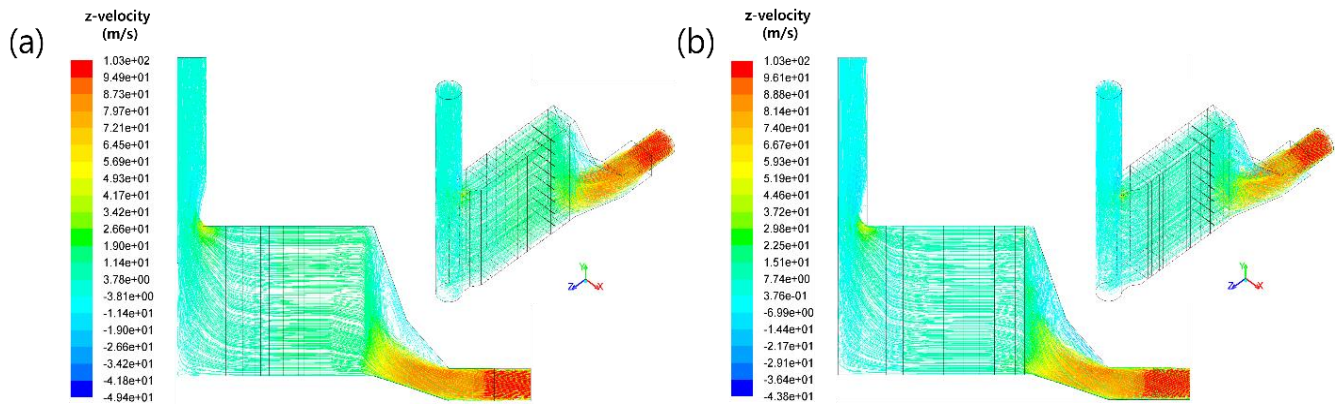 (a)
z-velocity
(m/s)
1.03e+02
9.49e+01
8.73e+01
7.97e+01
7.21e+01
6.45e+01
5.69e+01
4.93e+01
4.17e+01
3.42e+01
2.66e+01
1.90e+01
1.14e+01
3.78e+00
-3.81e+00
-1.14e+01
-1.90e+01
-2.66e+01
-3.42e+01
-4.18e+01
-4.94e+01
Y
Z
X
(b)
z-velocity
(m/s)
1.03e+02
9.61e+01
8.88e+01
8.14e+01
7.40e+01
6.67e+01
5.93e+01
5.19e+01
4.46e+01
3.72e+01
2.98e+01
2.25e+01
1.51e+01
7.74e+00
3.76e-01
-6.99e+00
-1.44e+01
-2.17e+01
-2.91e+01
-3.64e+01
-4.38e+01
Y
Z
X